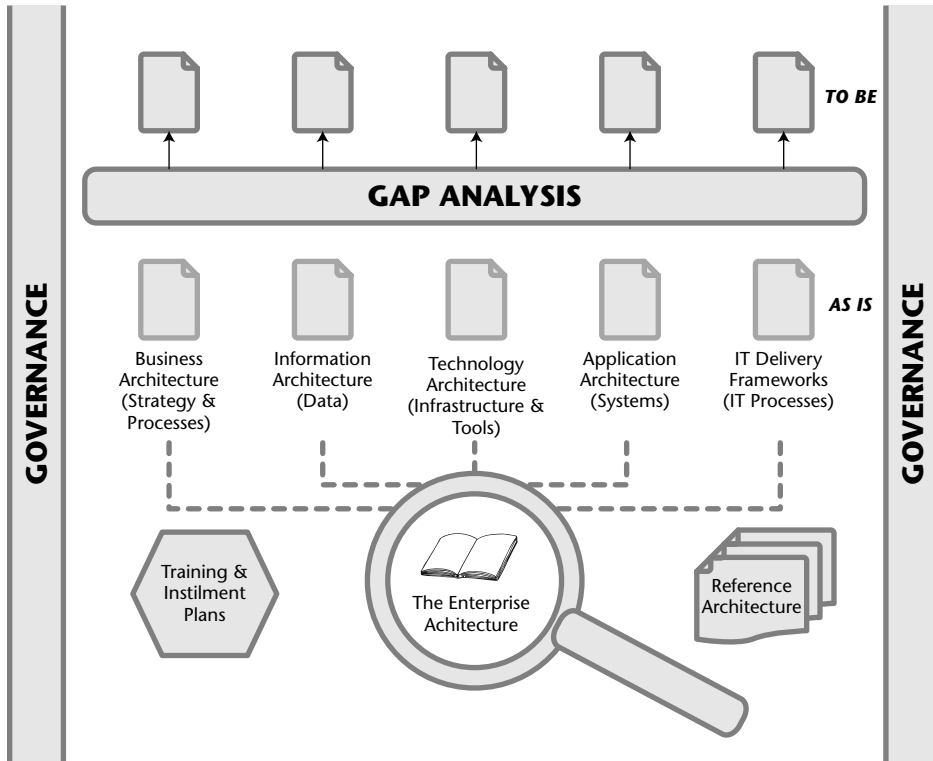 TO BE
GAP ANALYSIS
GOVERNANCE
GOVERNANCE
AS IS
Business
Architecture
(Strategy &
Processes)
Information
Architecture
(Data)
Technology
Architecture
(Infrastructure &
Tools)
Application
Architecture
(Systems)
IT Delivery
Frameworks
(IT Processes)
Training &
Instilment
Plans
The Enterprise
Achitecture
Reference
Architecture